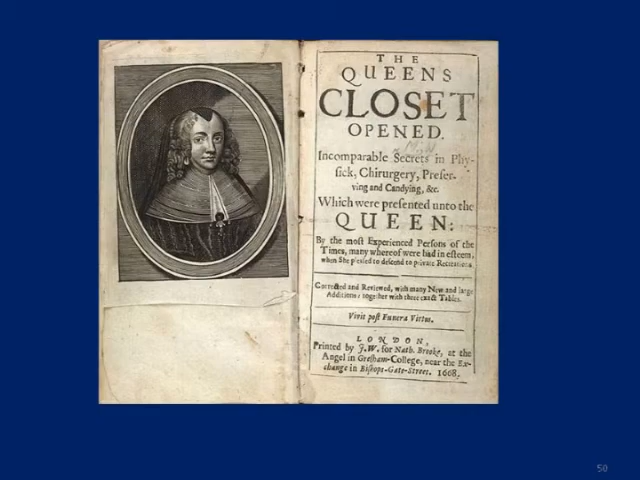 THE
QUEENS
CLOSET
OPENED.
Incomparable Secrets in Phy-
sick, Chirurgery, Preser-
ving and Candying, &c.
Which were presented unto the
QUEEN:
By the most Experienced Persons of the
Times, many whereof were had in esteem,
when She pleased to descend to private Recreations.
Corrected and Reviewed, with many New and large
Additions: together with three exact Tables.
Vivit post Funera Virtus.
LONDON,
Printed by J.W. for Nath. Brooke, at the
Angel in Gresham-College, near the Ex-
change in Bishops-Gate-Street. 1668.
50